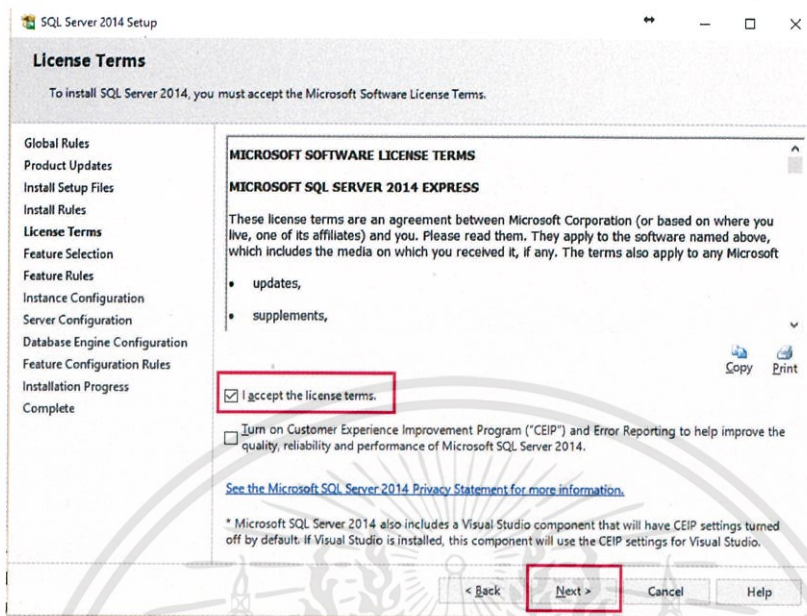 SQL Server 2014 Setup
License Terms
To install SQL Server 2014, you must accept the Microsoft Software License Terms.
Global Rules
Product Updates
Install Setup Files
Install Rules
License Terms
Feature Selection
Feature Rules
Instance Configuration
Server Configuration
Database Engine Configuration
Feature Configuration Rules
Installation Progress
Complete
MICROSOFT SOFTWARE LICENSE TERMS
MICROSOFT SQL SERVER 2014 EXPRESS
These license terms are an agreement between Microsoft Corporation (or based on where you
live, one of its affiliates) and you. Please read them. They apply to the software named above,
which includes the media on which you received it, if any. The terms also apply to any Microsoft
• updates,
• supplements,
Copy Print
I accept the license terms.
Turn on Customer Experience Improvement Program ("CEIP") and Error Reporting to help improve the
quality, reliability and performance of Microsoft SQL Server 2014.
See the Microsoft SQL Server 2014 Privacy Statement for more information.
* Microsoft SQL Server 2014 also includes a Visual Studio component that will have CEIP settings turned
off by default. If Visual Studio is installed, this component will use the CEIP settings for Visual Studio.
< Back Next > Cancel Help